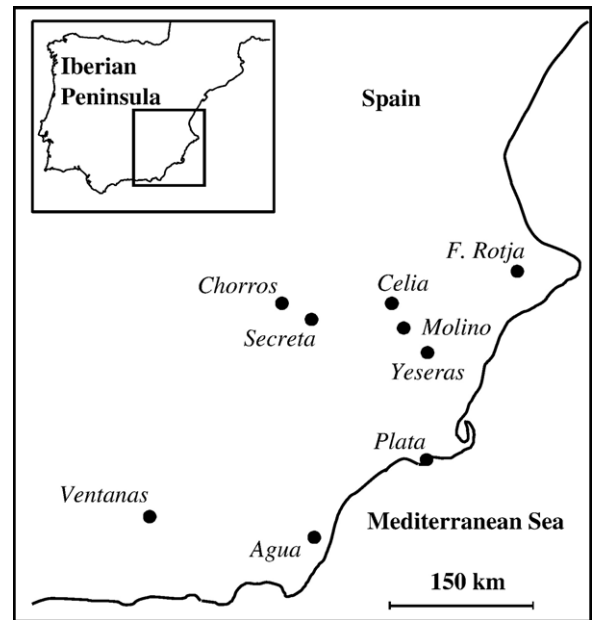 Iberian
Peninsula
Spain
F. Rotja
Chorros
Celia
Secreta
Molino
Yeseras
Plata
Ventanas
Mediterranean Sea
Agua
150 km